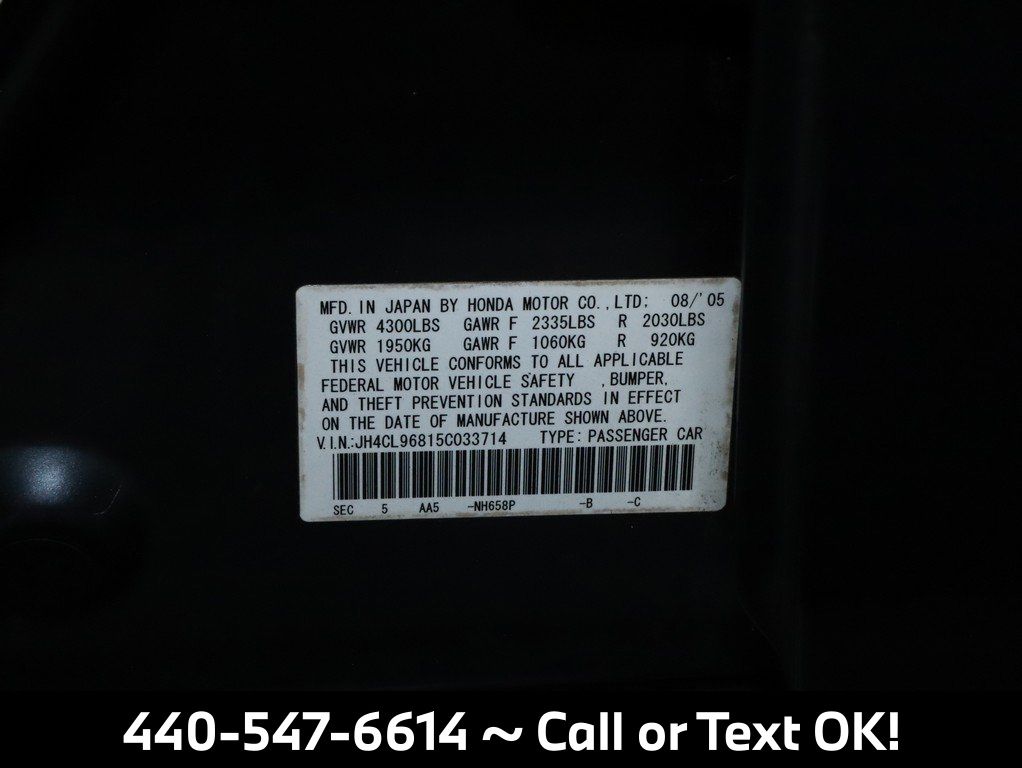 MFD. IN JAPAN BY HONDA MOTOR CO.,LTD: 08/'05
GVWR 4300LBS GAWR F 2335LBS R 2030LBS
GVWR 1950KG GAWR F 1060KG R 920KG
THIS VEHICLE CONFORMS TO ALL APPLICABLE
FEDERAL MOTOR VEHICLE SAFETY ,BUMPER,
AND THEFT PREVENTION STANDARDS IN EFFECT
ON THE DATE OF MANUFACTURE SHOWN ABOVE.
V.I.N.:JH4CL96815C033714 TYPE: PASSENGER CAR
SEC 5 AA5 -NH658P -B -C
440-547-6614 ~ Call or Text OK!